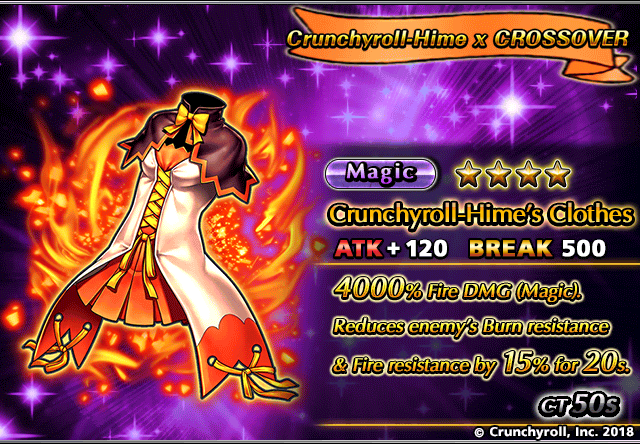 Crunchyroll-Hime x CROSSOVER
Magic
Crunchyroll-Hime's Clothes
ATK + 120 BREAK 500
4000% Fire DMG (Magic).
Reduces enemy's Burn resistance
& Fire resistance by 15% for 20s.
CT 50s
© Crunchyroll, Inc. 2018